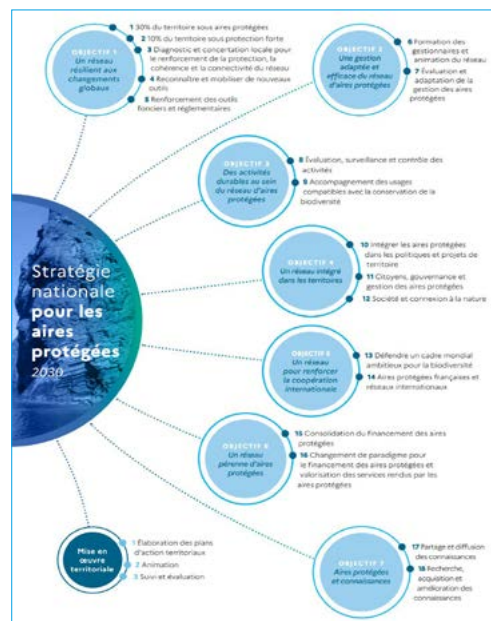 Stratégie
nationale
pour les
aires
protégées
2030
OBJECTIF 1
Un réseau
résilient aux
changements
globaux
1 30% du territoire sous aires protégées
2 10% du territoire sous protection forte
3 Diagnostic et concertation locale pour
le renforcement de la protection, la
cohérence et la connectivité du réseau
4 Reconnaître et mobiliser de nouveaux
outils
5 Renforcement des outils
fonciers et réglementaires
OBJECTIF 2
Une gestion
adaptée et
efficace du réseau
d'aires protégées
6 Formation des
gestionnaires et
animation du réseau
7 Évaluation et
adaptation de la
gestion des aires
protégées
OBJECTIF 3
Des activités
durables au sein
du réseau d'aires
protégées
8 Évaluation, surveillance et contrôle des
activités
9 Accompagnement des usages
compatibles avec la conservation de la
biodiversité
OBJECTIF 4
Un réseau intégré
dans les territoires
10 Intégrer les aires protégées
dans les politiques et projets de
territoire
11 Citoyens, gouvernance et
gestion des aires protégées
12 Société et connexion à la nature
OBJECTIF 5
Un réseau
pour renforcer
la coopération
internationale
13 Défendre un cadre mondial
ambitieux pour la biodiversité
14 Aires protégées françaises et
réseaux internationaux
OBJECTIF 6
Un réseau
pérenne d'aires
protégées
15 Consolidation du financement des aires
protégées
16 Changement de paradigme pour
le financement des aires protégées et
valorisation des services rendus par les
aires protégées
Mise en
œuvre
territoriale
1 Élaboration des plans
d'action territoriaux
2 Animation
3 Suivi et évaluation
OBJECTIF 7
Aires protégées
et connaissances
17 Partage et diffusion
des connaissances
18 Recherche,
acquisition et
amélioration des
connaissances